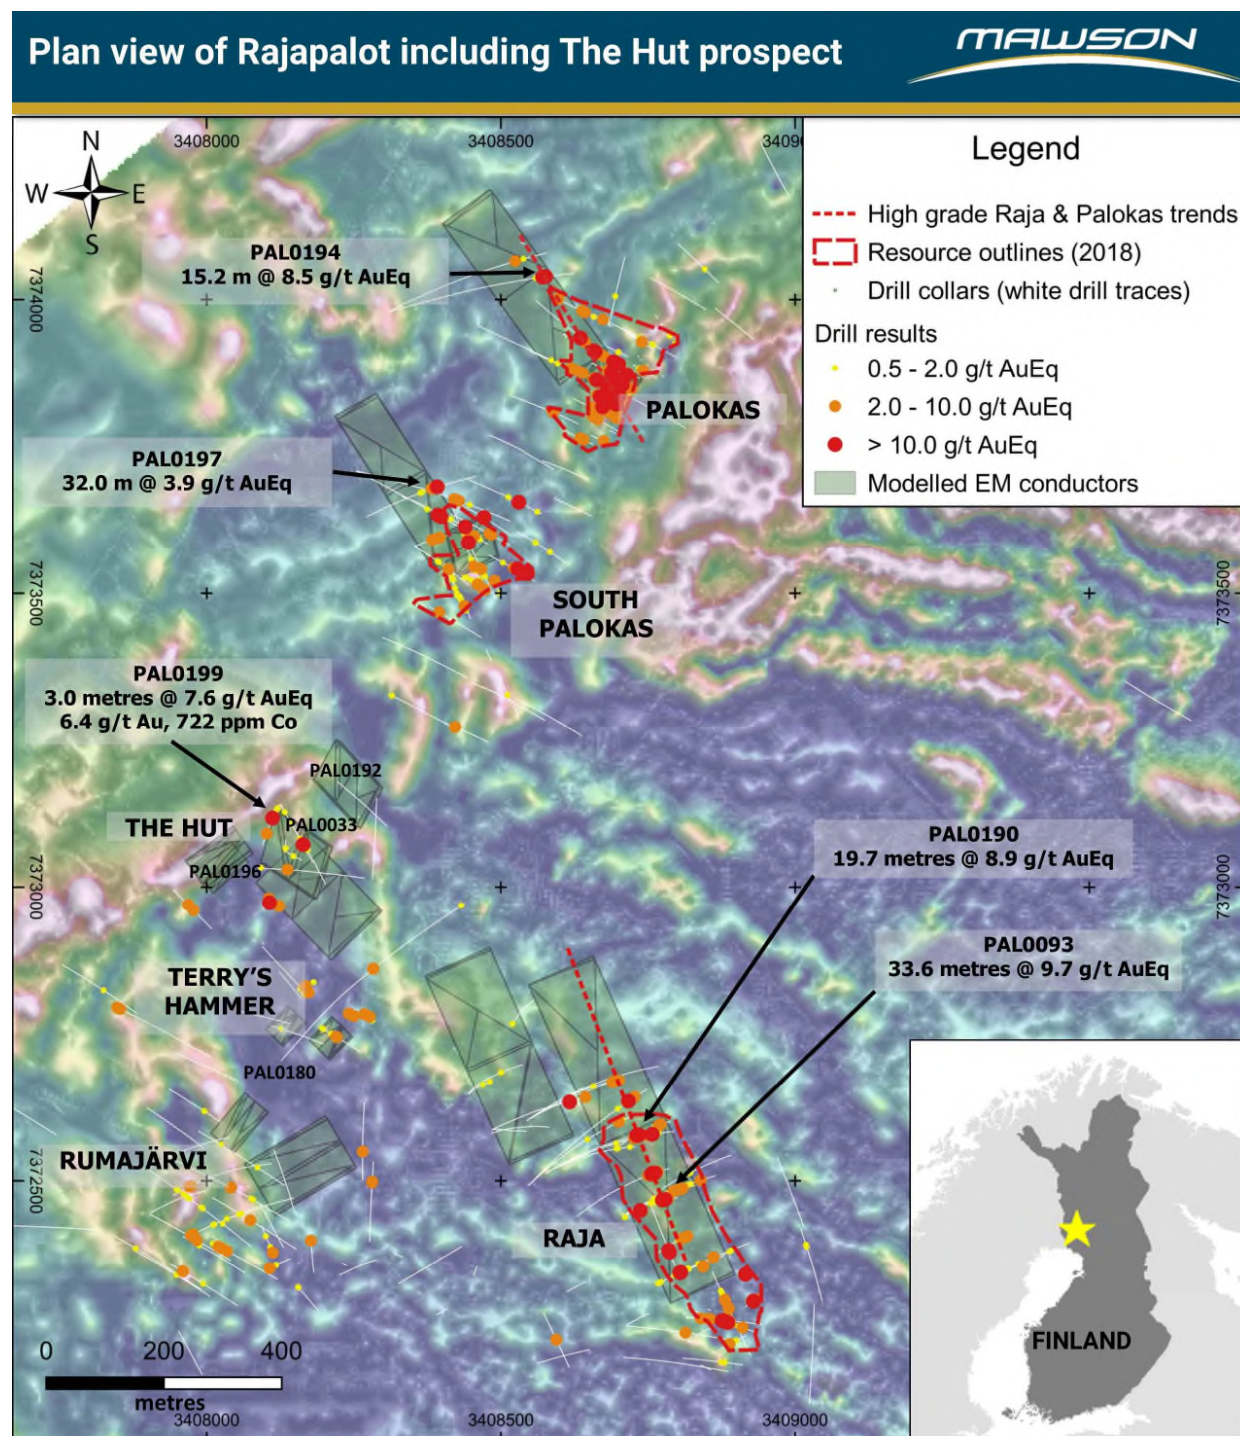 Plan view of Rajapalot including The Hut prospect
MAWSON
3408000
3408500
3409
N
W
E
S
Legend
High grade Raja & Palokas trends
Resource outlines (2018)
Drill collars (white drill traces)
Drill results
0.5 - 2.0 g/t AuEq
2.0 - 10.0 g/t AuEq
> 10.0 g/t AuEq
Modelled EM conductors
PAL0194
15.2 m @ 8.5 g/t AuEq
7374000
PALOKAS
PAL0197
32.0 m @ 3.9 g/t AuEq
7373500
7373500
SOUTH
PALOKAS
PAL0199
3.0 metres @ 7.6 g/t AuEq
6.4 g/t Au, 722 ppm Co
PAL0192
THE HUT
PAL0033
PAL0196
PAL0190
19.7 metres @ 8.9 g/t AuEq
7373000
7373000
PAL0093
33.6 metres @ 9.7 g/t AuEq
TERRY'S
HAMMER
PAL0180
RUMAJÄRVI
7372500
RAJA
0
200
400
metres
3408000
3408500
3409000
FINLAND